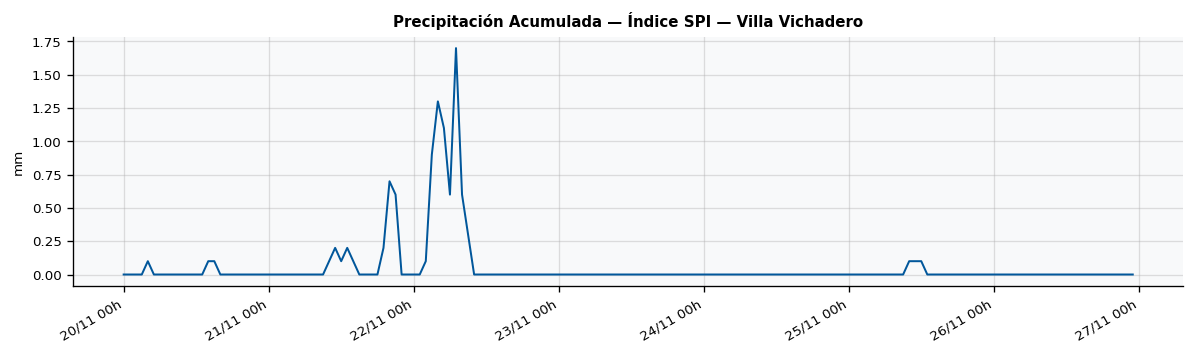 Precipitación Acumulada — Índice SPI — Villa Vichadero
1.75
1.50
1.25
1.00
0.75
0.50
0.25
0.00
mm
20/11 00h
21/11 00h
22/11 00h
23/11 00h
24/11 00h
25/11 00h
26/11 00h
27/11 00h